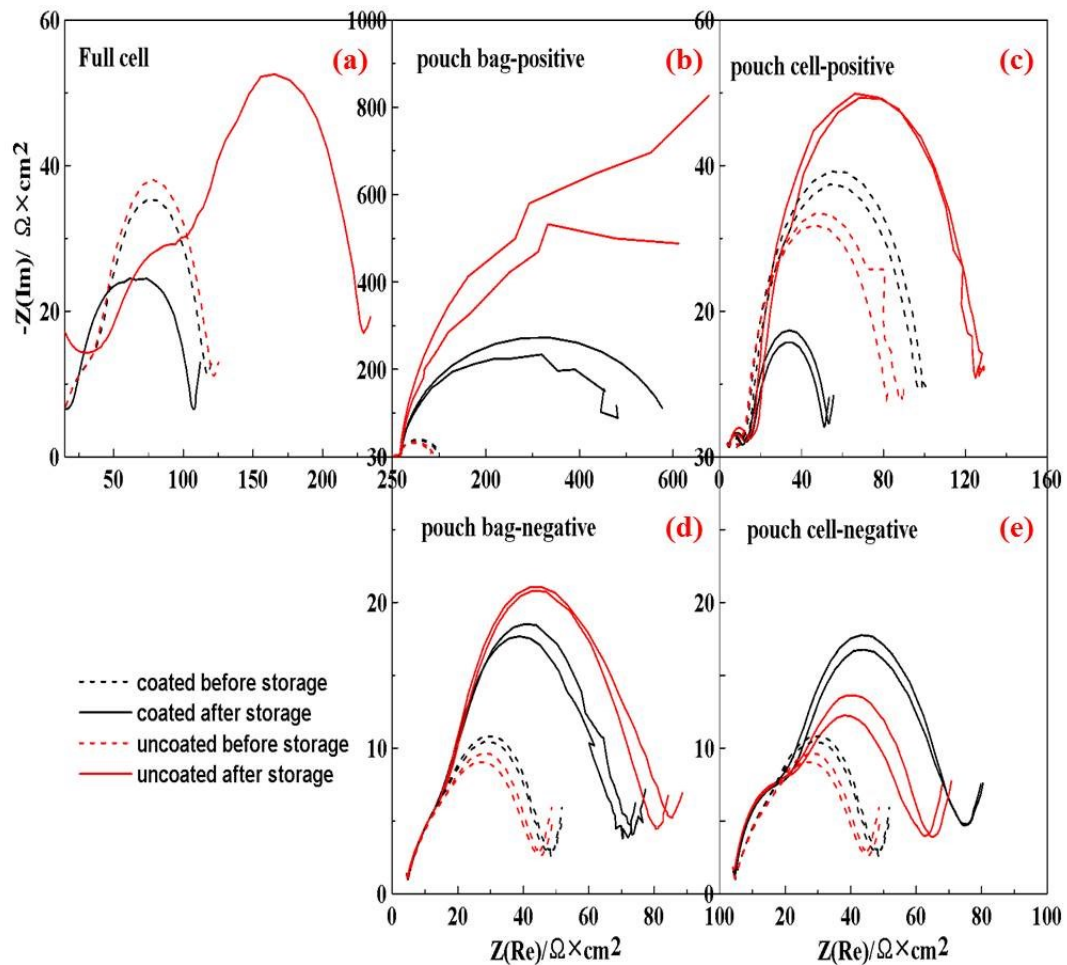 Full cell (a)
pouch bag-positive (b)
pouch cell-positive (c)
60
40
20
0
-Z(Im)/ Ω×cm2
1000
800
600
400
200
60
40
20
50 100 150 200
30
250 200 400 600
30
0 40 80 120 160
pouch bag-negative (d)
pouch cell-negative (e)
20
10
0
20
10
0
coated before storage
coated after storage
uncoated before storage
uncoated after storage
0 20 40 60 80
100 20 40 60 80 100
Z(Re)/Ω×cm2
Z(Re)/Ω×cm2